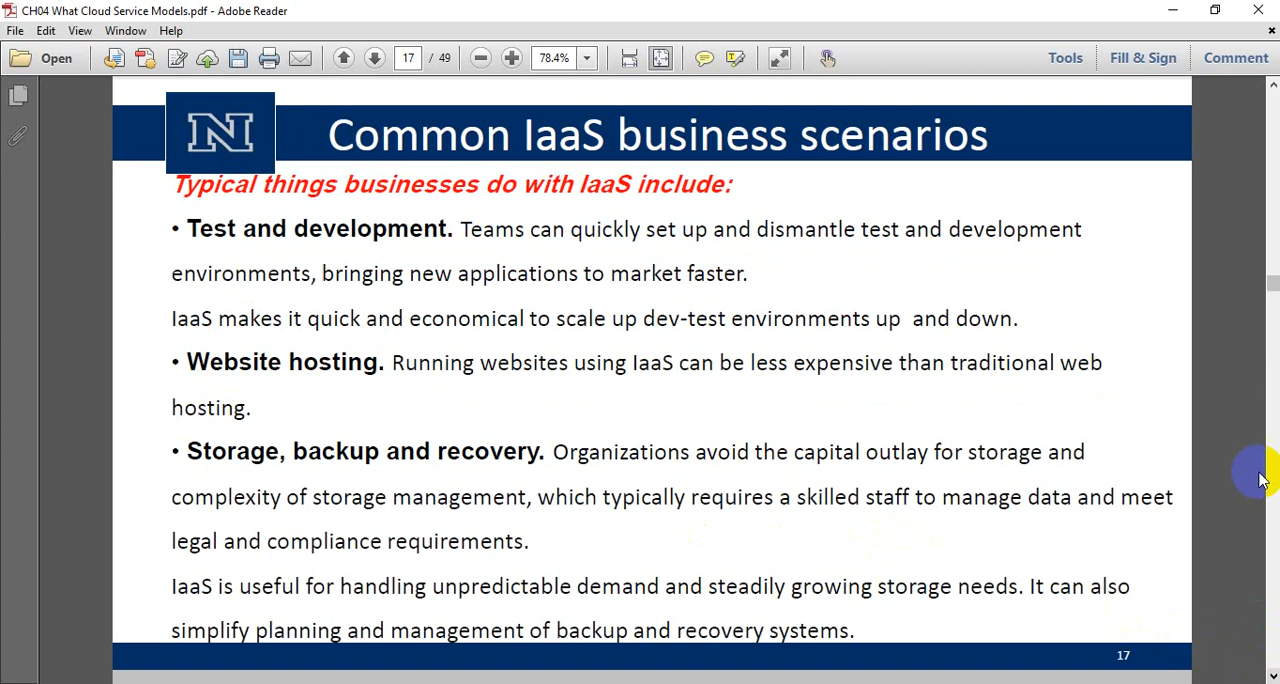 CH04 What Cloud Service Models.pdf - Adobe Reader
File Edit View Window Help
Open 17 / 49 78.4% Tools Fill & Sign Comment
N
Common IaaS business scenarios
Typical things businesses do with IaaS include:
• Test and development. Teams can quickly set up and dismantle test and development
environments, bringing new applications to market faster.
IaaS makes it quick and economical to scale up dev-test environments up and down.
• Website hosting. Running websites using IaaS can be less expensive than traditional web
hosting.
• Storage, backup and recovery. Organizations avoid the capital outlay for storage and
complexity of storage management, which typically requires a skilled staff to manage data and meet
legal and compliance requirements.
IaaS is useful for handling unpredictable demand and steadily growing storage needs. It can also
simplify planning and management of backup and recovery systems.
17